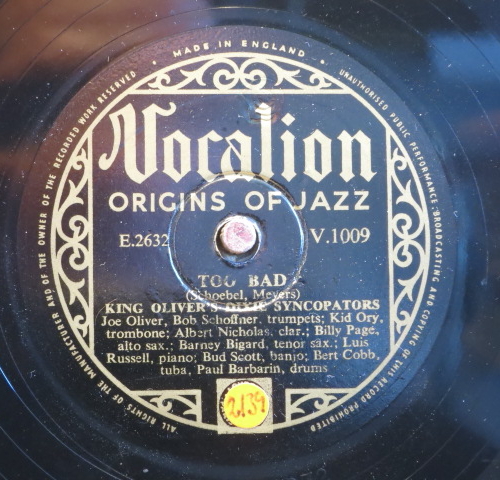 MADE IN ENGLAND
ALL RIGHTS OF THE MANUFACTURER AND OF THE OWNER OF THE RECORDED WORK RESERVED
UNAUTHORISED PUBLIC PERFORMANCE, BROADCASTING AND COPYING OF THIS RECORD PROHIBITED
Vocalion
ORIGINS OF JAZZ
E.2632 V.1009
TOO BAD
(Schoebel, Meyers)
KING OLIVER'S DIXIE SYNCOPATORS
Joe Oliver, Bob Schoffner, trumpets; Kid Ory,
trombone; Albert Nicholas, clar.; Billy Page,
alto sax.; Barney Bigard, tenor sax.; Luis
Russell, piano; Bud Scott, banjo; Bert Cobb,
tuba, Paul Barbarin, drums
2139